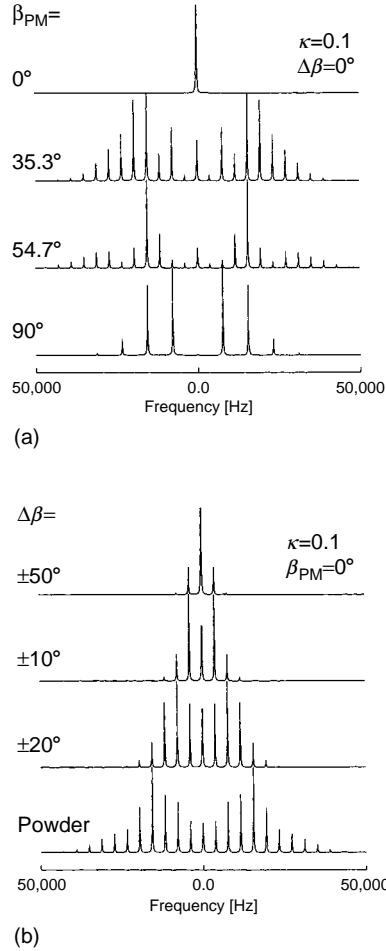 βPM=
κ=0.1
0°
Δβ=0°
35.3°
54.7°
90°
50,000 0.0 50,000
Frequency [Hz]
(a)
Δβ=
κ=0.1
±50°
βPM=0°
±10°
±20°
Powder
50,000 0.0 50,000
Frequency [Hz]
(b)